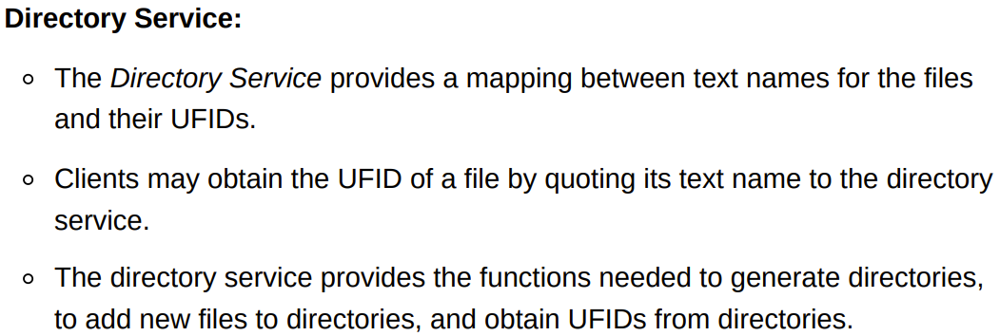 Directory Service:
The Directory Service provides a mapping between text names for the files
and their UFIDs.
Clients may obtain the UFID of a file by quoting its text name to the directory
service.
The directory service provides the functions needed to generate directories,
to add new files to directories, and obtain UFIDs from directories.